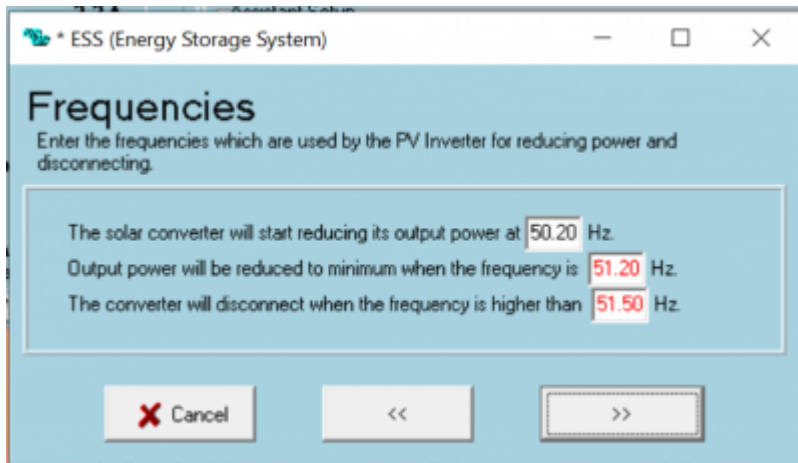 Assistant Setup
* ESS (Energy Storage System)
Frequencies
Enter the frequencies which are used by the PV Inverter for reducing power and
disconnecting.
The solar converter will start reducing its output power at 50.20 Hz.
Output power will be reduced to minimum when the frequency is 51.20 Hz.
The converter will disconnect when the frequency is higher than 51.50 Hz.
Cancel << >>